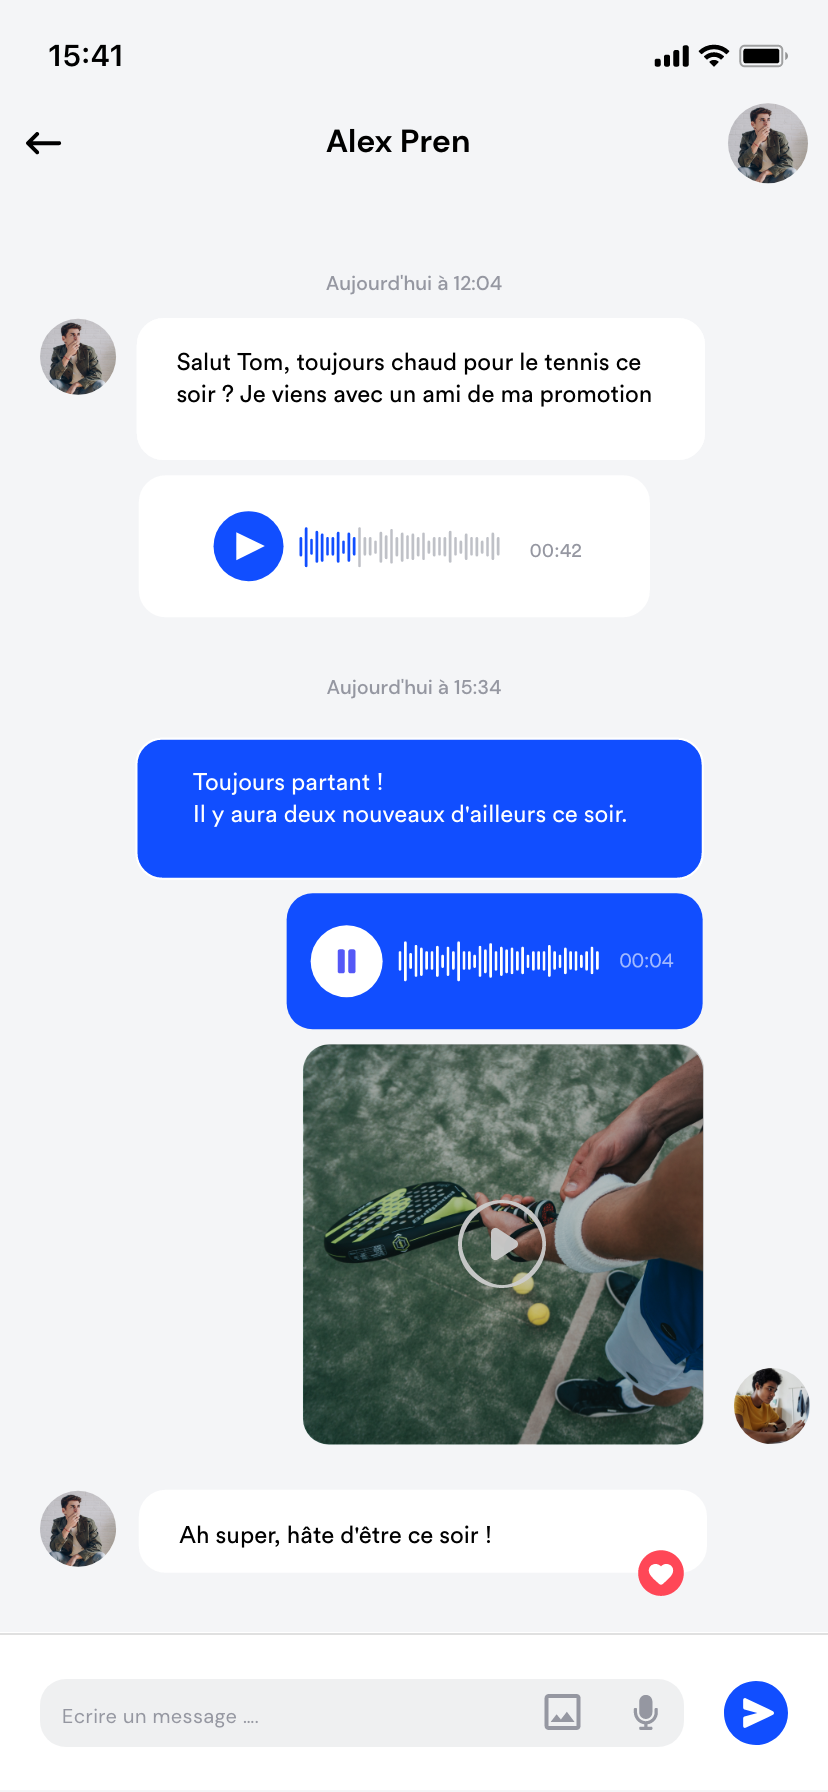 15:41
Alex Pren
Aujourd'hui à 12:04
Salut Tom, toujours chaud pour le tennis ce
soir ? Je viens avec un ami de ma promotion
00:42
Aujourd'hui à 15:34
Toujours partant !
Il y aura deux nouveaux d'ailleurs ce soir.
00:04
Ah super, hâte d'être ce soir !
Ecrire un message ....